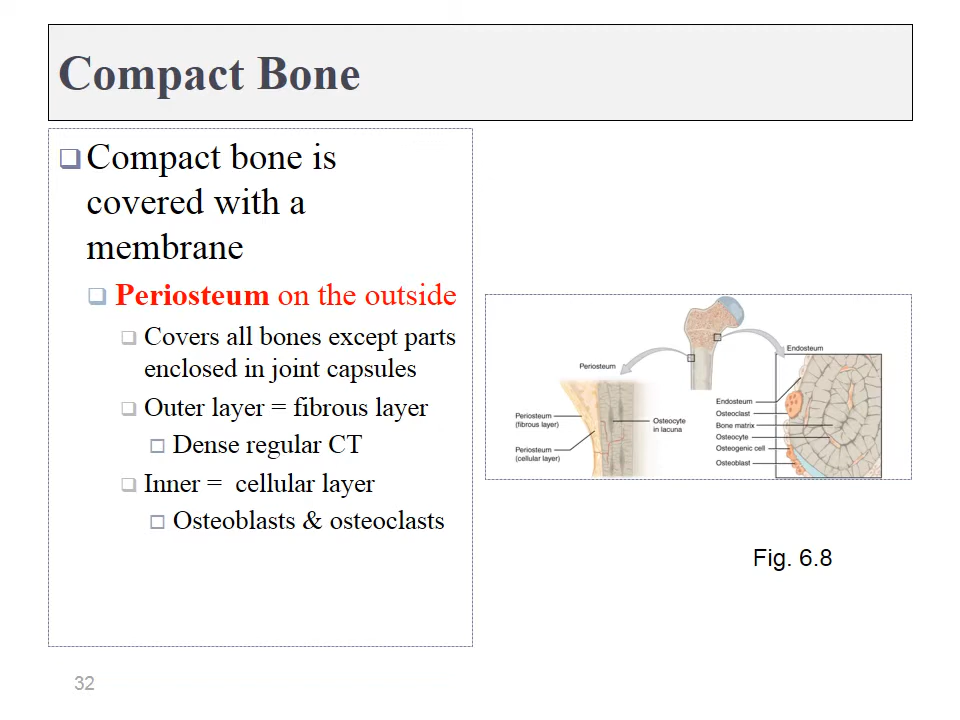 Compact Bone
Compact bone is
covered with a
membrane
Periosteum on the outside
Covers all bones except parts
enclosed in joint capsules
Outer layer = fibrous layer
Dense regular CT
Inner = cellular layer
Osteoblasts & osteoclasts
Periosteum
Periosteum
(fibrous layer)
Periosteum
(cellular layer)
Osteocyte
in lacuna
Endosteum
Endosteum
Osteoclast
Bone matrix
Osteocyte
Osteogenic cell
Osteoblast
Fig. 6.8
32